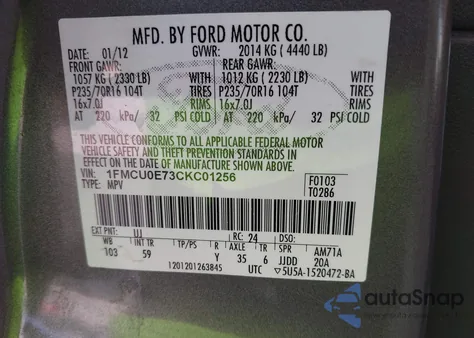 MFD. BY FORD MOTOR CO.
01/12 GVWR: 2014 KG ( 4440 LB)
FRONT GAWR: REAR GAWR:
1057 KG ( 2330 LB) WITH 1012 KG ( 2230 LB)
P235/70R16 104T TIRES P235/70R16 104T
16x7.0J RIMS 16x7.0J
AT 220 kPa/ 32 PSI COLD AT 220 kPa/ 32 PSI COLD
THIS VEHICLE CONFORMS TO ALL APPLICABLE FEDERAL MOTOR
VEHICLE SAFETY AND THEFT PREVENTION STANDARDS IN EFFECT ON
THE DATE OF MANUFACTURE SHOWN ABOVE.
VIN: 1FMCU0E73CKC01256 F0103
TYPE: MPV T0286
EXT PNT: UJ RC: 24 DSO:
WB INT TR TP/PS R AXLE TR SPR AM71A
103 59 Y 35 6 JJDD 20A
1201201263845 UTC ▽5U5A-1520472-BA
autoSnap